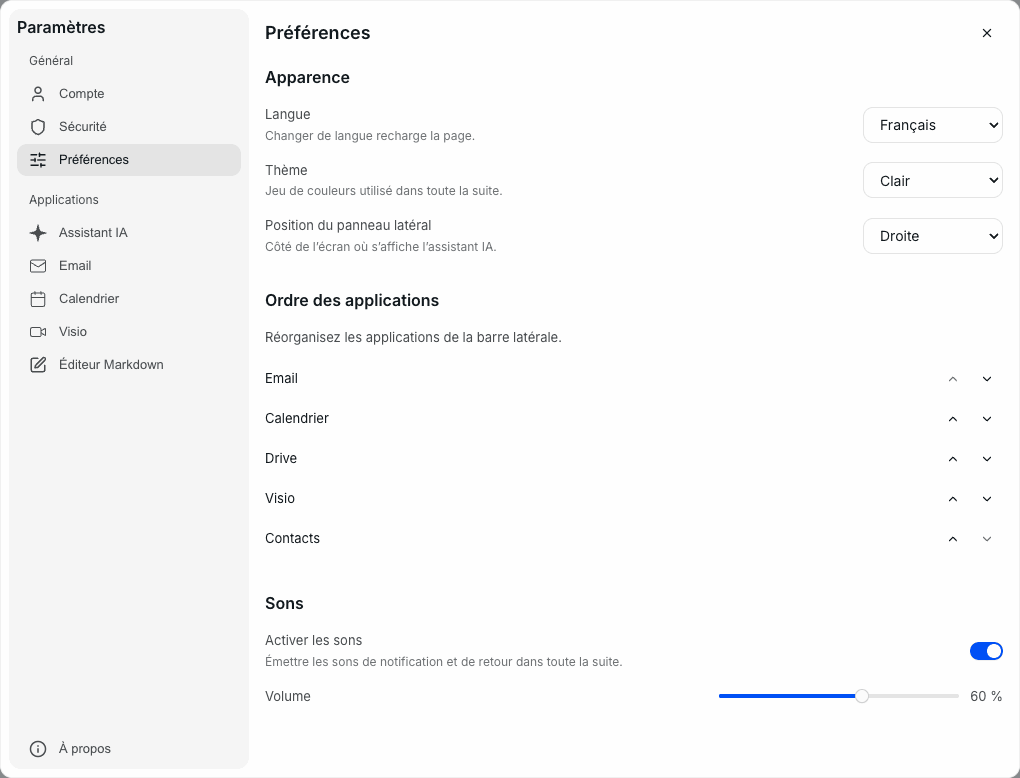 Paramètres
Général
Compte
Sécurité
Préférences
Applications
Assistant IA
Email
Calendrier
Visio
Éditeur Markdown
À propos
Préférences
Apparence
Langue
Changer de langue recharge la page.
Français
Thème
Jeu de couleurs utilisé dans toute la suite.
Clair
Position du panneau latéral
Côté de l’écran où s’affiche l’assistant IA.
Droite
Ordre des applications
Réorganisez les applications de la barre latérale.
Email
Calendrier
Drive
Visio
Contacts
Sons
Activer les sons
Émettre les sons de notification et de retour dans toute la suite.
Volume
60 %